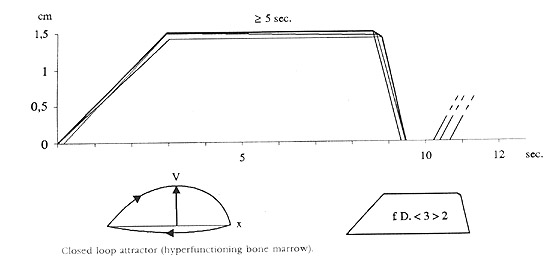 cm
≥ 5 sec.
1,5
1
0,5
0
5
10
12
sec.
V
x
f D. < 3 > 2
Closed loop attractor (hyperfunctioning bone marrow).